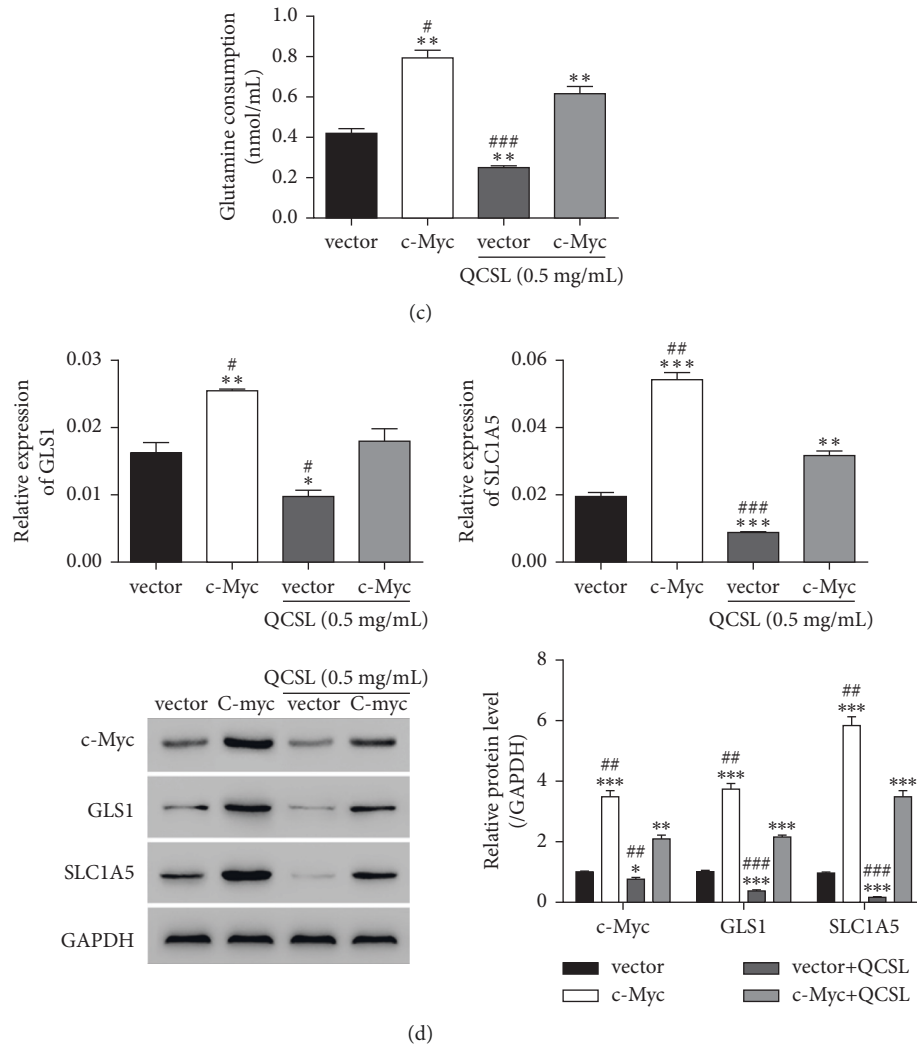 Glutamine consumption
(nmol/mL)
1.0
0.8
0.6
0.4
0.2
0.0
#
**
###
**
**
vector
c-Myc
vector
c-Myc
QCSL (0.5 mg/mL)
(c)
Relative expression
of GLS1
0.03
0.02
0.01
0.00
#
**
#
*
vector
c-Myc
vector
c-Myc
QCSL (0.5 mg/mL)
Relative expression
of SLC1A5
0.06
0.04
0.02
0.00
##
***
###
***
**
vector
c-Myc
vector
c-Myc
QCSL (0.5 mg/mL)
QCSL (0.5 mg/mL)
vector C-myc vector C-myc
c-Myc
GLS1
SLC1A5
GAPDH
Relative protein level
(/GAPDH)
8
6
4
2
0
##
***
##
*
**
##
***
###
***
***
##
***
###
***
***
c-Myc
GLS1
SLC1A5
vector
c-Myc
vector+QCSL
c-Myc+QCSL
(d)